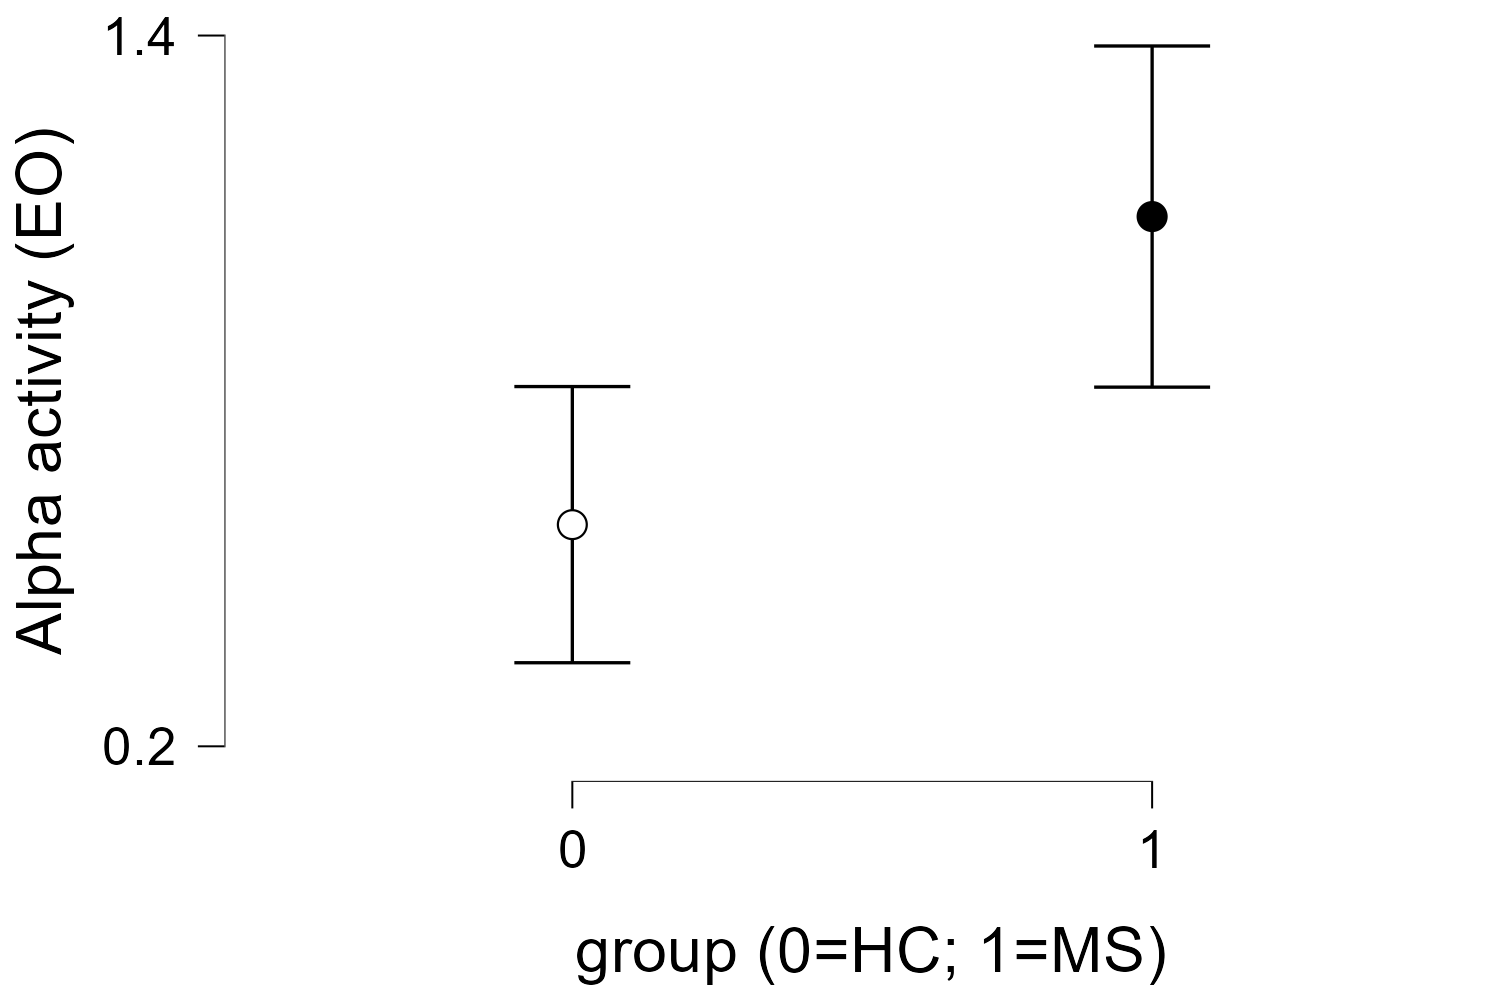 1.4
Alpha activity (EO)
0.2
0 1
group (0=HC; 1=MS)